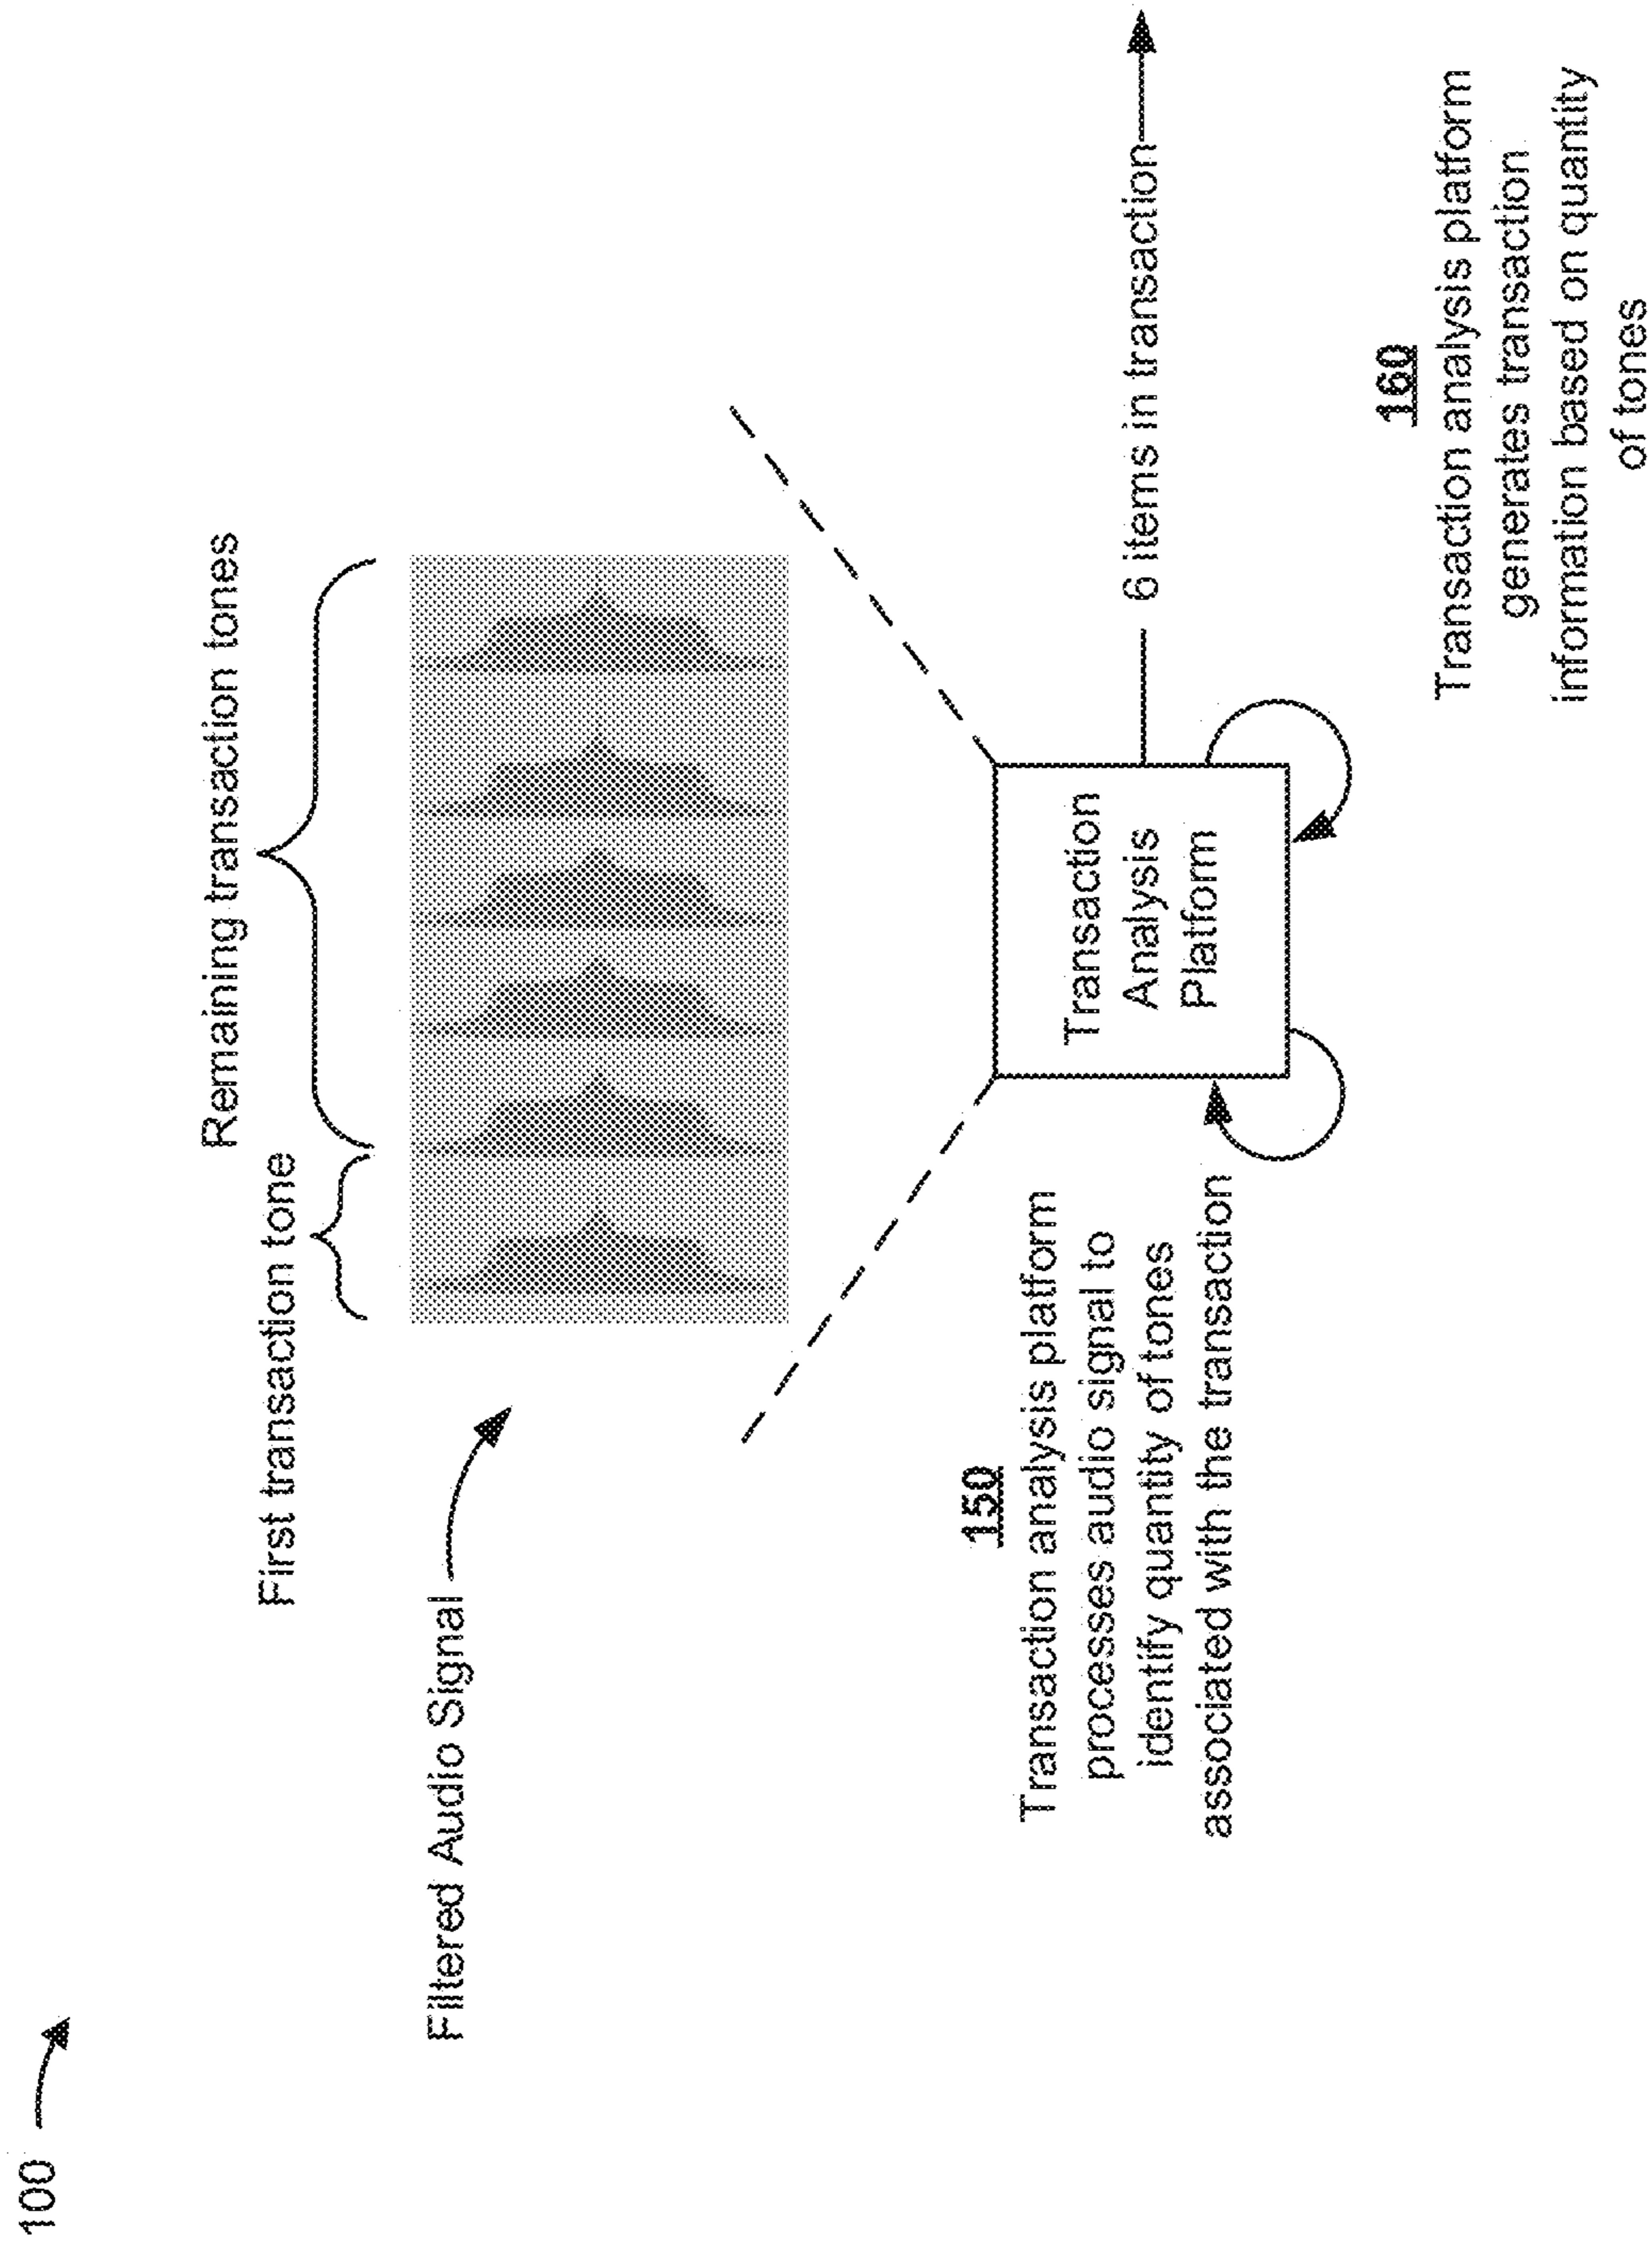 100
Remaining transaction tones
First transaction tone
Filtered Audio Signal
150
Transaction analysis platform
processes audio signal to
identify quantity of tones
associated with the transaction
Transaction
Analysis
Platform
6 items in transaction
160
Transaction analysis platform
generates transaction
information based on quantity
of tones